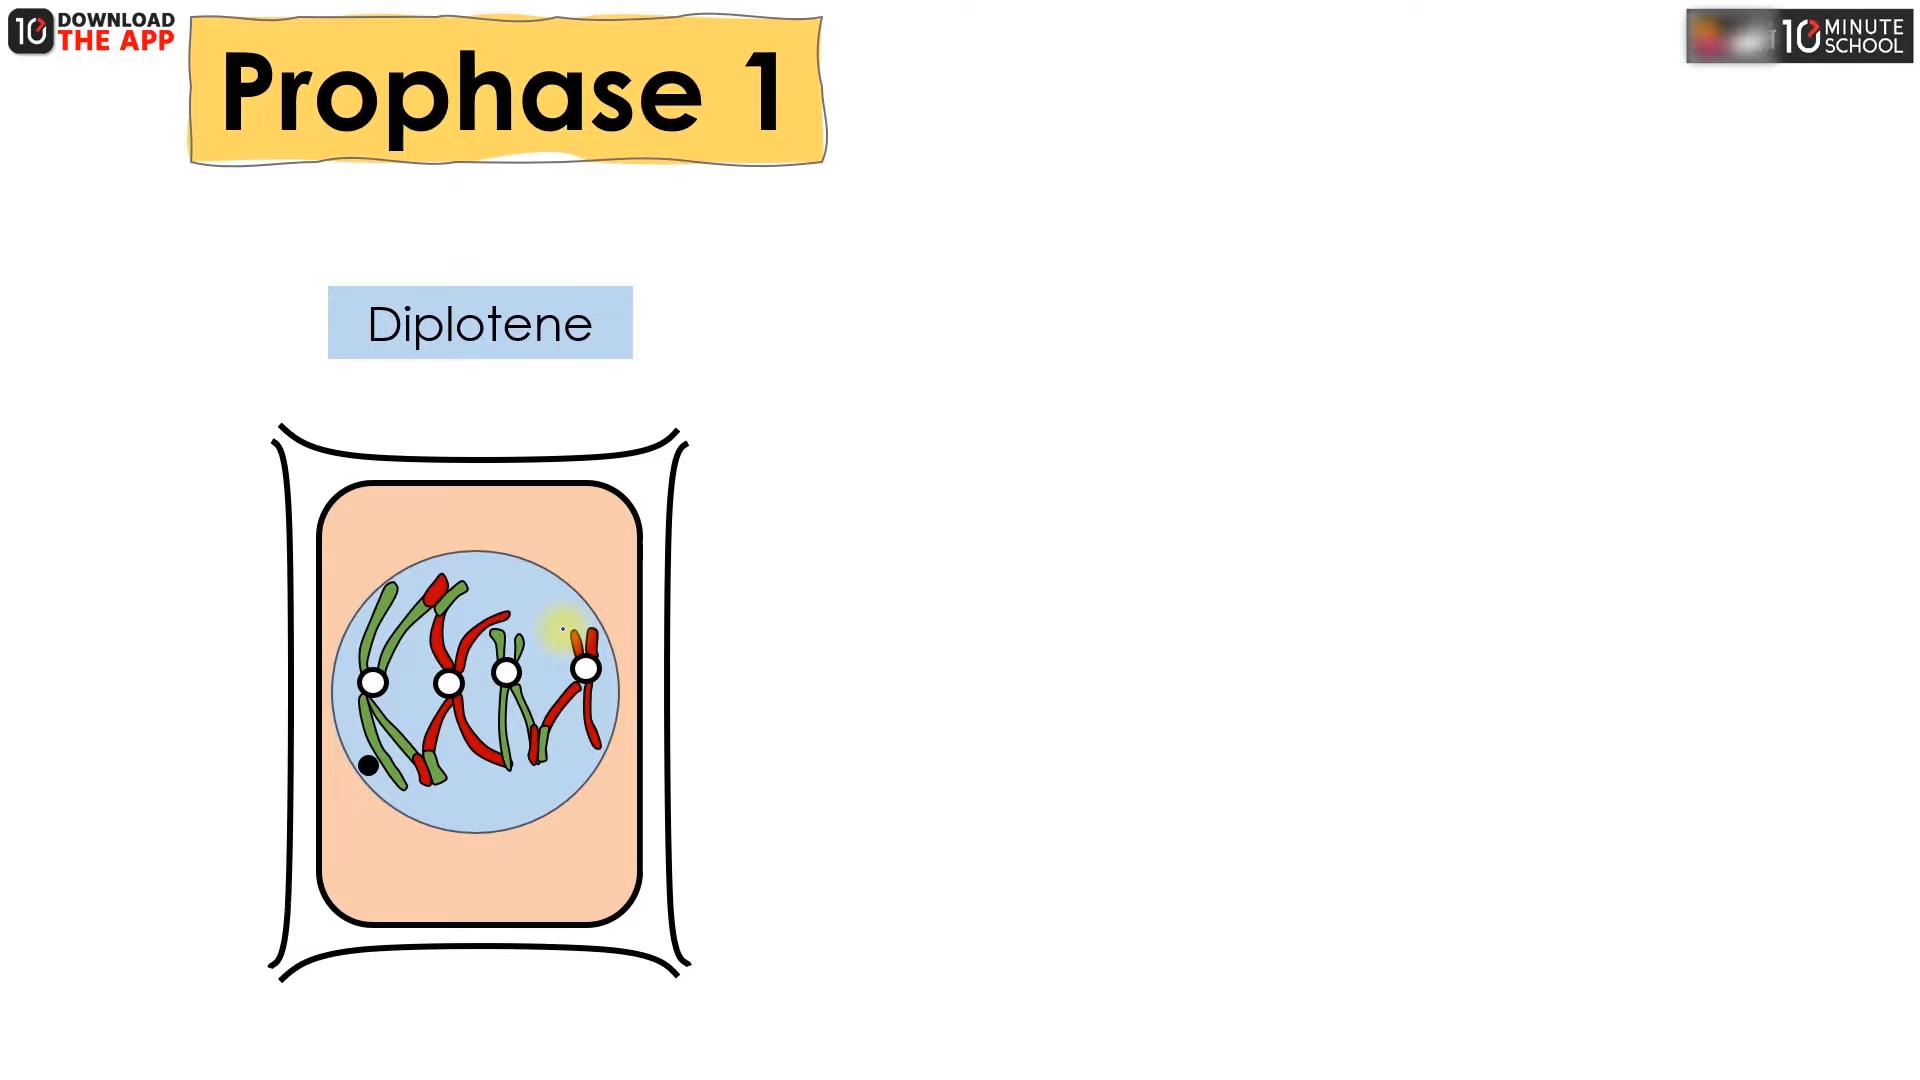 10 DOWNLOAD
THE APP
Prophase 1
10 MINUTE
SCHOOL
Diplotene